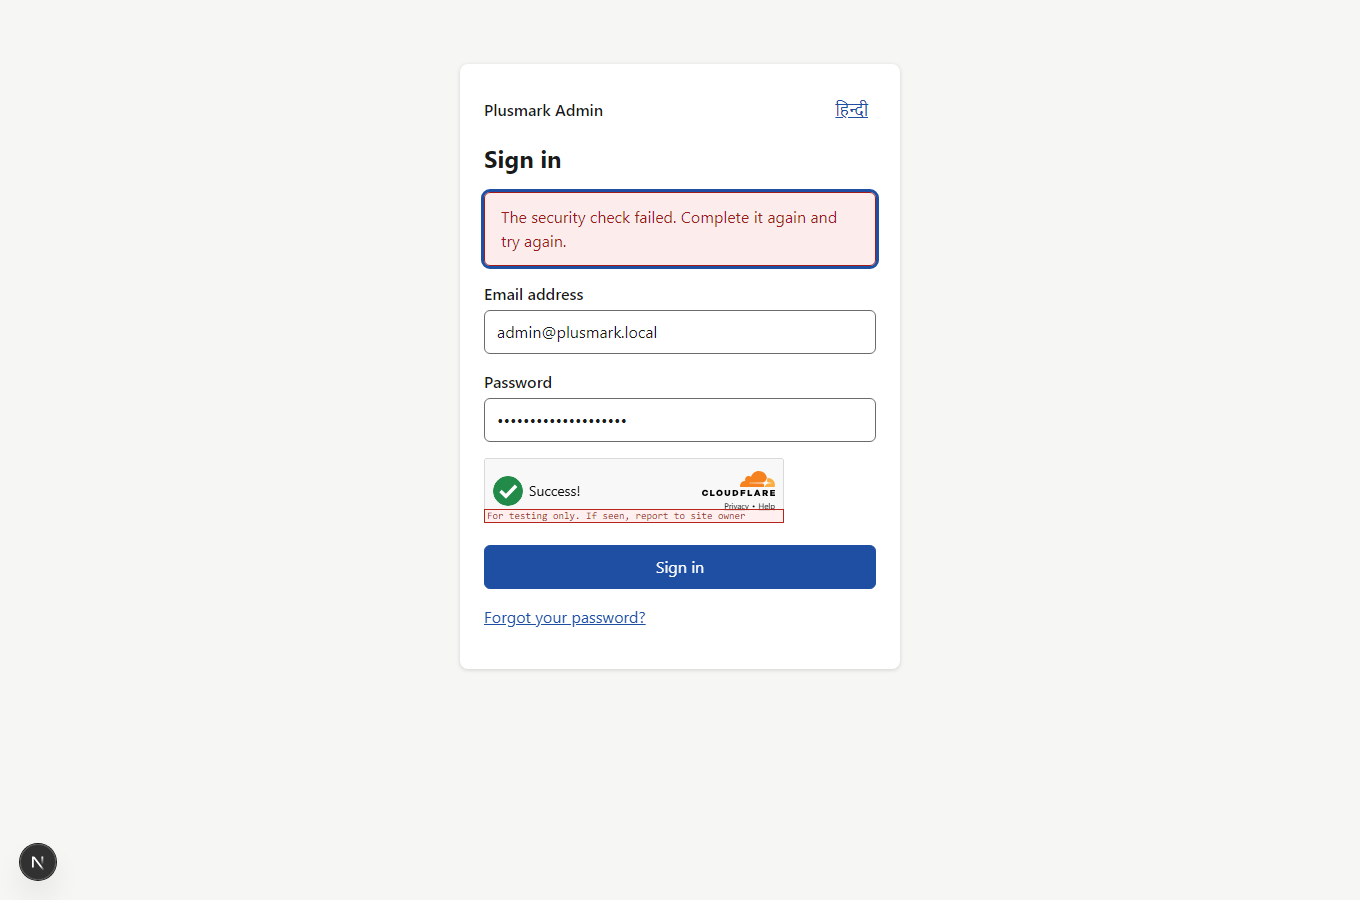 Plusmark Admin
हिन्दी
Sign in
The security check failed. Complete it again and
try again.
Email address
admin@plusmark.local
Password
••••••••••••••••••••
Success!
CLOUDFLARE
Privacy • Help
For testing only. If seen, report to site owner
Sign in
Forgot your password?
N